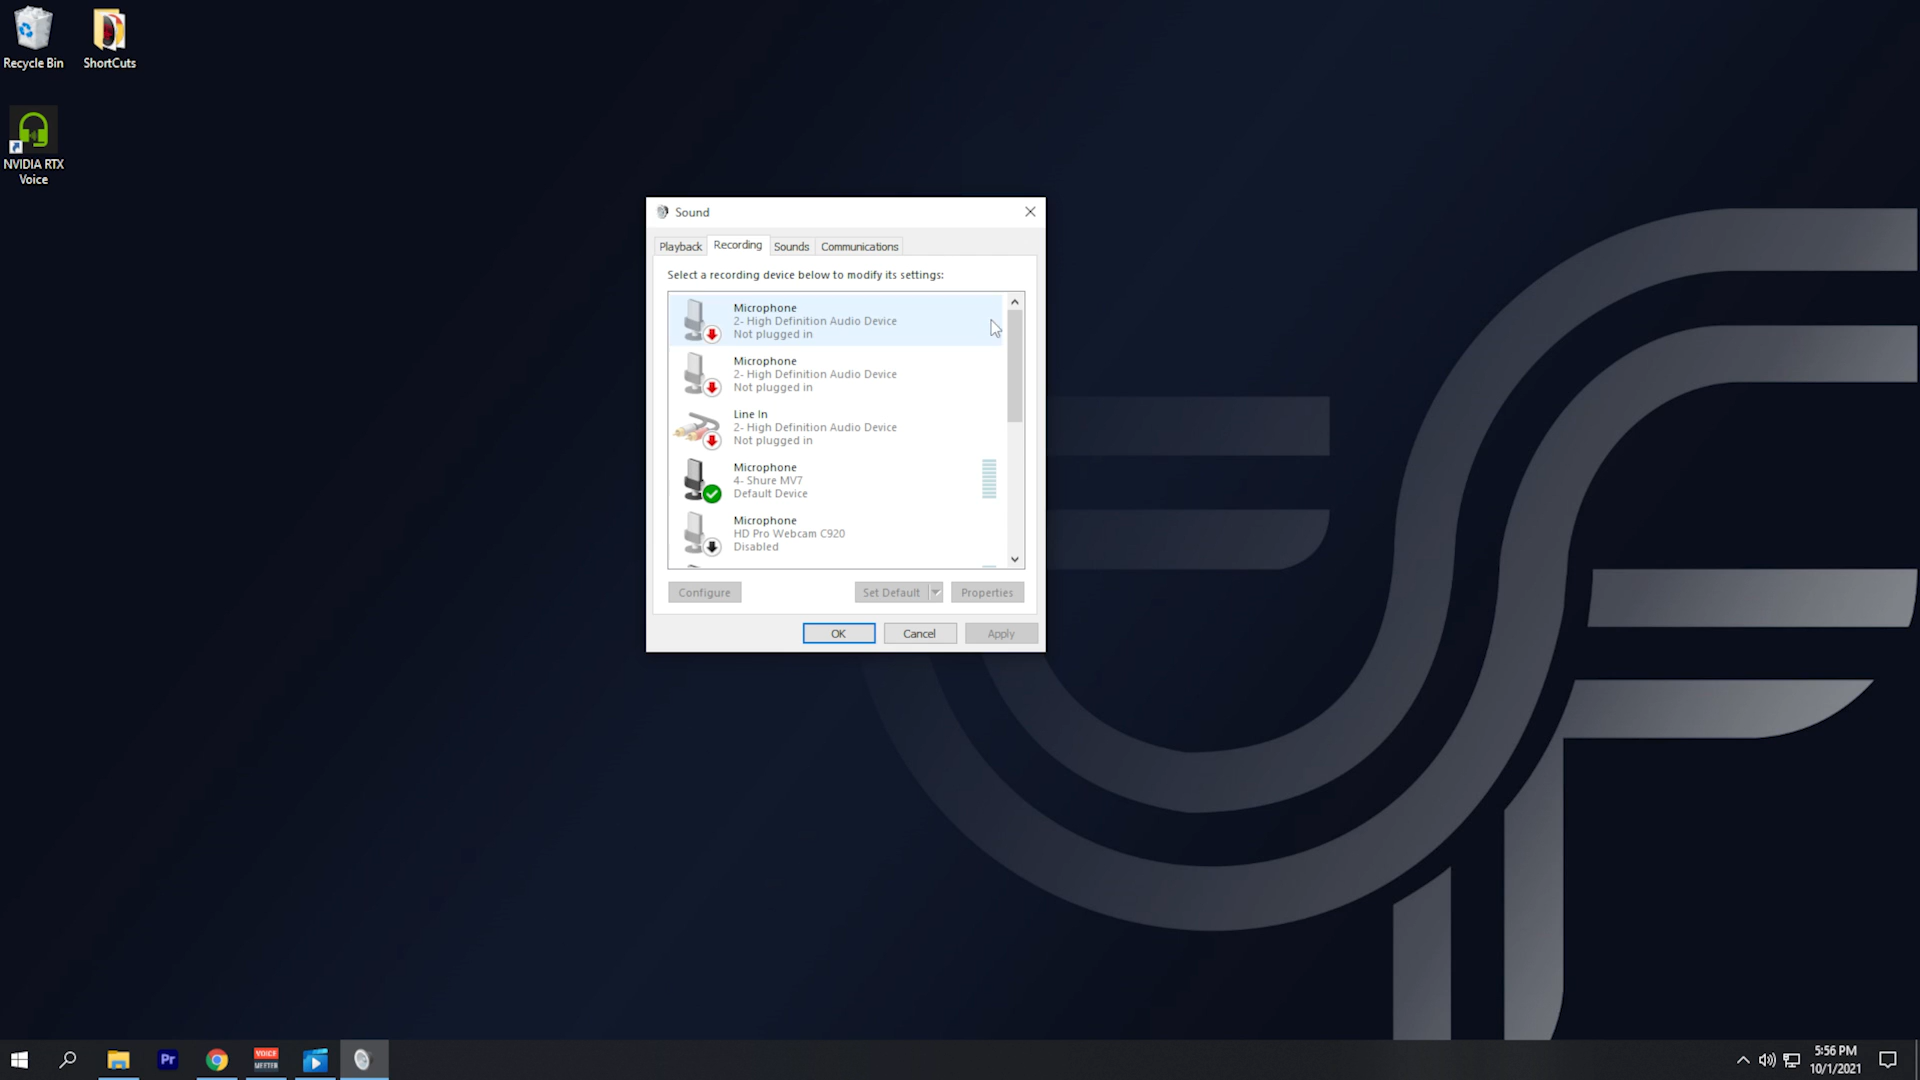 Recycle Bin
ShortCuts
NVIDIA RTX
Voice
Sound
Playback
Recording
Sounds
Communications
Select a recording device below to modify its settings:
Microphone
2- High Definition Audio Device
Not plugged in
Microphone
2- High Definition Audio Device
Not plugged in
Line In
2- High Definition Audio Device
Not plugged in
Microphone
4- Shure MV7
Default Device
Microphone
HD Pro Webcam C920
Disabled
Configure
Set Default
Properties
OK
Cancel
Apply
Pr
VOICE
MEETER
5:56 PM
10/1/2021